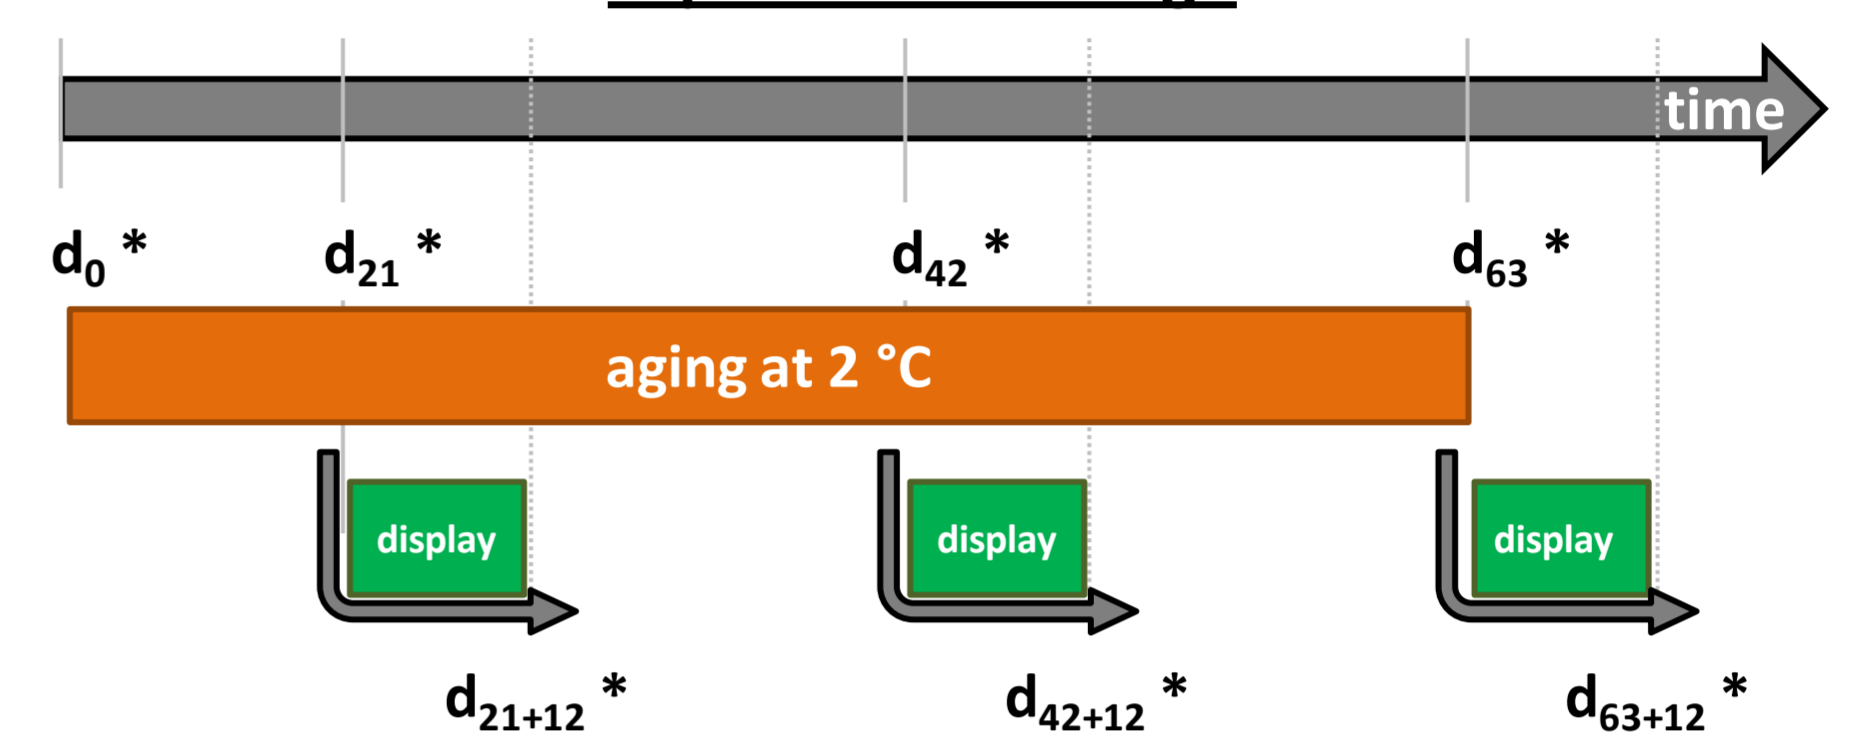 time
d₀ * d₂₁ * d₄₂ * d₆₃ *
aging at 2 °C
display display display
d₂₁₊₁₂ * d₄₂₊₁₂ * d₆₃₊₁₂ *